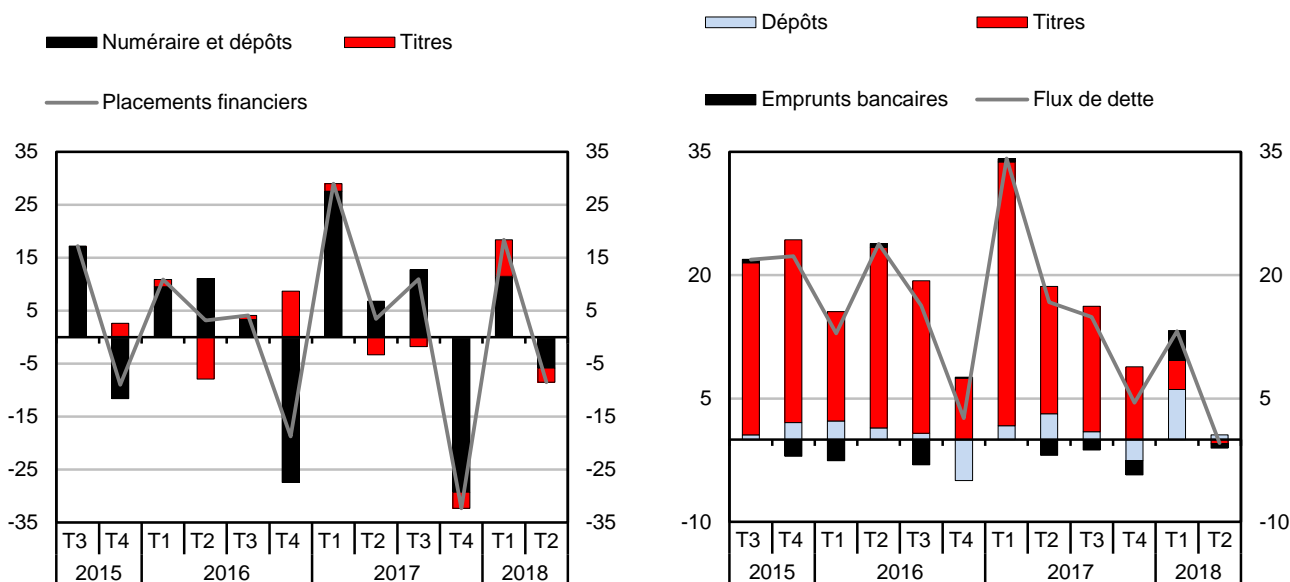 Numéraire et dépôts
Titres
Placements financiers
35
25
15
5
-5
-15
-25
-35
35
25
15
5
-5
-15
-25
-35
T3 T4 T1 T2 T3 T4 T1 T2 T3 T4 T1 T2
2015 2016 2017 2018
Dépôts
Titres
Emprunts bancaires
Flux de dette
35
20
5
-10
35
20
5
-10
T3 T4 T1 T2 T3 T4 T1 T2 T3 T4 T1 T2
2015 2016 2017 2018